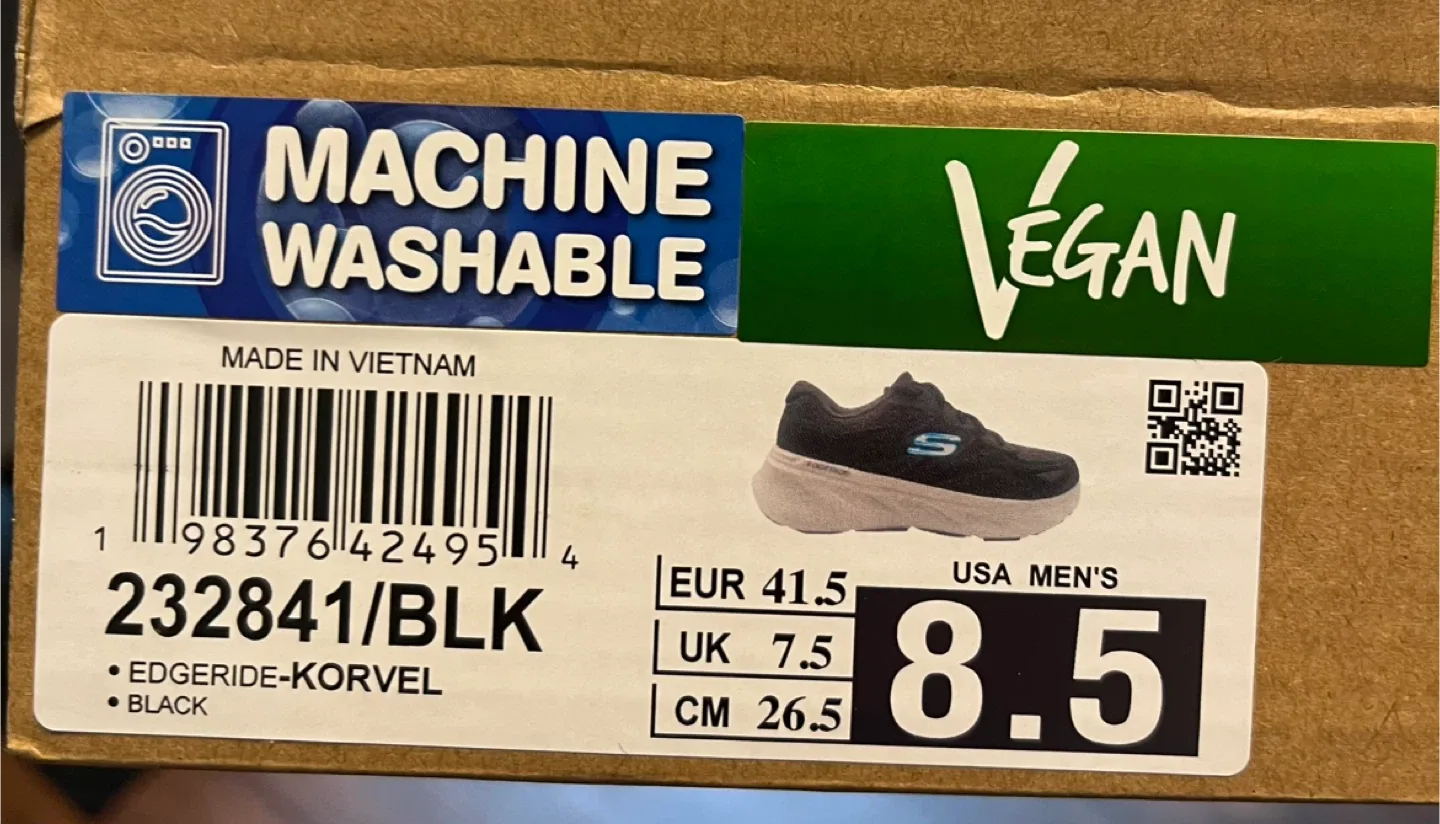 MACHINE
WASHABLE
VEGAN
MADE IN VIETNAM
1 98376 42495 4
232841/BLK
• EDGERIDE-KORVEL
• BLACK
S
USA MEN'S
8.5
EUR 41.5
UK 7.5
CM 26.5